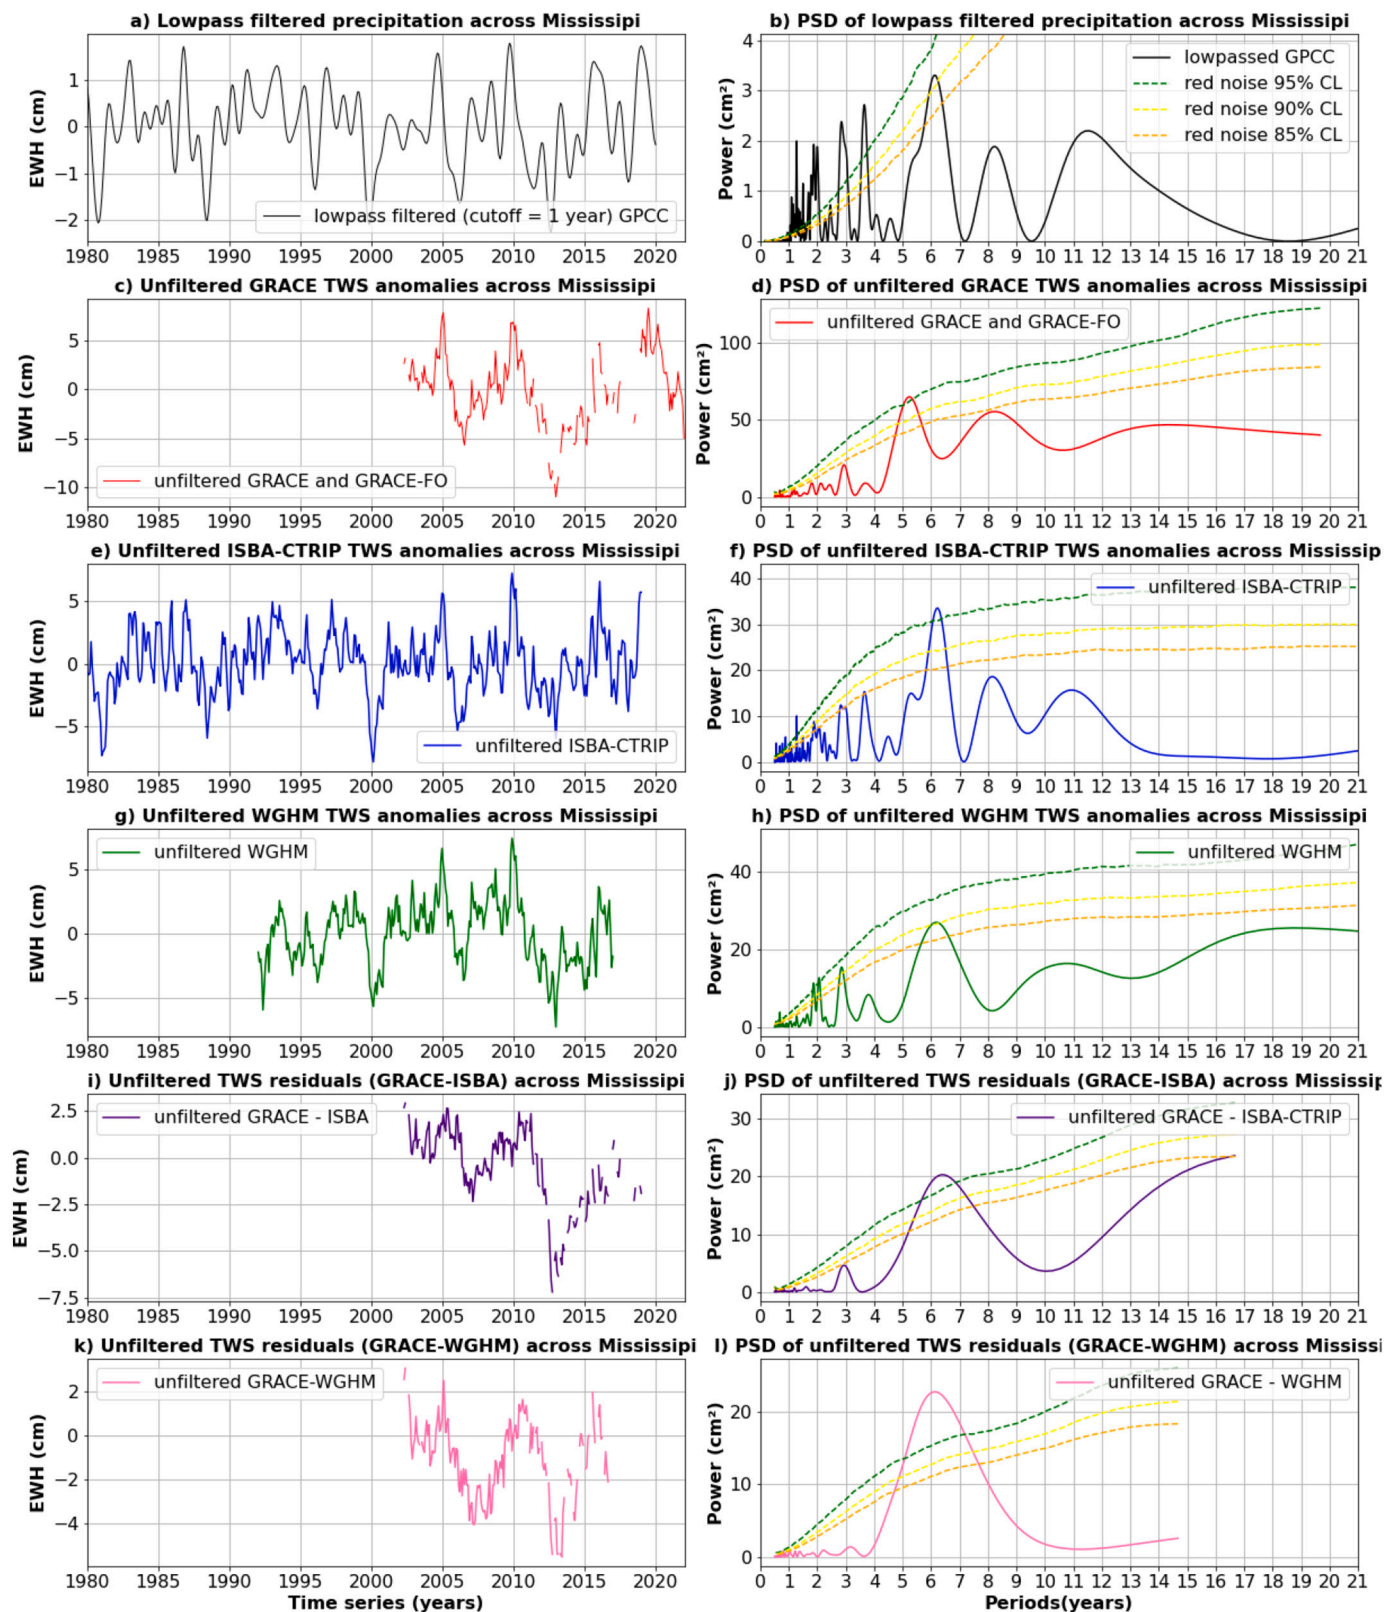 a) Lowpass filtered precipitation across Mississipi
EWH (cm)
1
0
−1
−2
lowpass filtered (cutoff = 1 year) GPCC
1980 1985 1990 1995 2000 2005 2010 2015 2020
b) PSD of lowpass filtered precipitation across Mississipi
Power (cm²)
4
3
2
1
0
lowpassed GPCC
red noise 95% CL
red noise 90% CL
red noise 85% CL
0 1 2 3 4 5 6 7 8 9 10 11 12 13 14 15 16 17 18 19 20 21
c) Unfiltered GRACE TWS anomalies across Mississipi
EWH (cm)
5
0
−5
−10
unfiltered GRACE and GRACE-FO
1980 1985 1990 1995 2000 2005 2010 2015 2020
d) PSD of unfiltered GRACE TWS anomalies across Mississipi
Power (cm²)
100
50
0
unfiltered GRACE and GRACE-FO
0 1 2 3 4 5 6 7 8 9 10 11 12 13 14 15 16 17 18 19 20 21
e) Unfiltered ISBA-CTRIP TWS anomalies across Mississipi
EWH (cm)
5
0
−5
unfiltered ISBA-CTRIP
1980 1985 1990 1995 2000 2005 2010 2015 2020
f) PSD of unfiltered ISBA-CTRIP TWS anomalies across Mississip
Power (cm²)
40
30
20
10
0
unfiltered ISBA-CTRIP
0 1 2 3 4 5 6 7 8 9 10 11 12 13 14 15 16 17 18 19 20 21
g) Unfiltered WGHM TWS anomalies across Mississipi
EWH (cm)
5
0
−5
unfiltered WGHM
1980 1985 1990 1995 2000 2005 2010 2015 2020
h) PSD of unfiltered WGHM TWS anomalies across Mississipi
Power (cm²)
40
20
0
unfiltered WGHM
0 1 2 3 4 5 6 7 8 9 10 11 12 13 14 15 16 17 18 19 20 21
i) Unfiltered TWS residuals (GRACE-ISBA) across Mississipi
EWH (cm)
2.5
0.0
−2.5
−5.0
−7.5
unfiltered GRACE - ISBA
1980 1985 1990 1995 2000 2005 2010 2015 2020
j) PSD of unfiltered TWS residuals (GRACE-ISBA) across Mississip
Power (cm²)
30
20
10
0
unfiltered GRACE - ISBA-CTRIP
0 1 2 3 4 5 6 7 8 9 10 11 12 13 14 15 16 17 18 19 20 21
k) Unfiltered TWS residuals (GRACE-WGHM) across Mississipi
EWH (cm)
2
0
−2
−4
unfiltered GRACE-WGHM
1980 1985 1990 1995 2000 2005 2010 2015 2020
Time series (years)
l) PSD of unfiltered TWS residuals (GRACE-WGHM) across Mississi
Power (cm²)
20
10
0
unfiltered GRACE - WGHM
0 1 2 3 4 5 6 7 8 9 10 11 12 13 14 15 16 17 18 19 20 21
Periods(years)